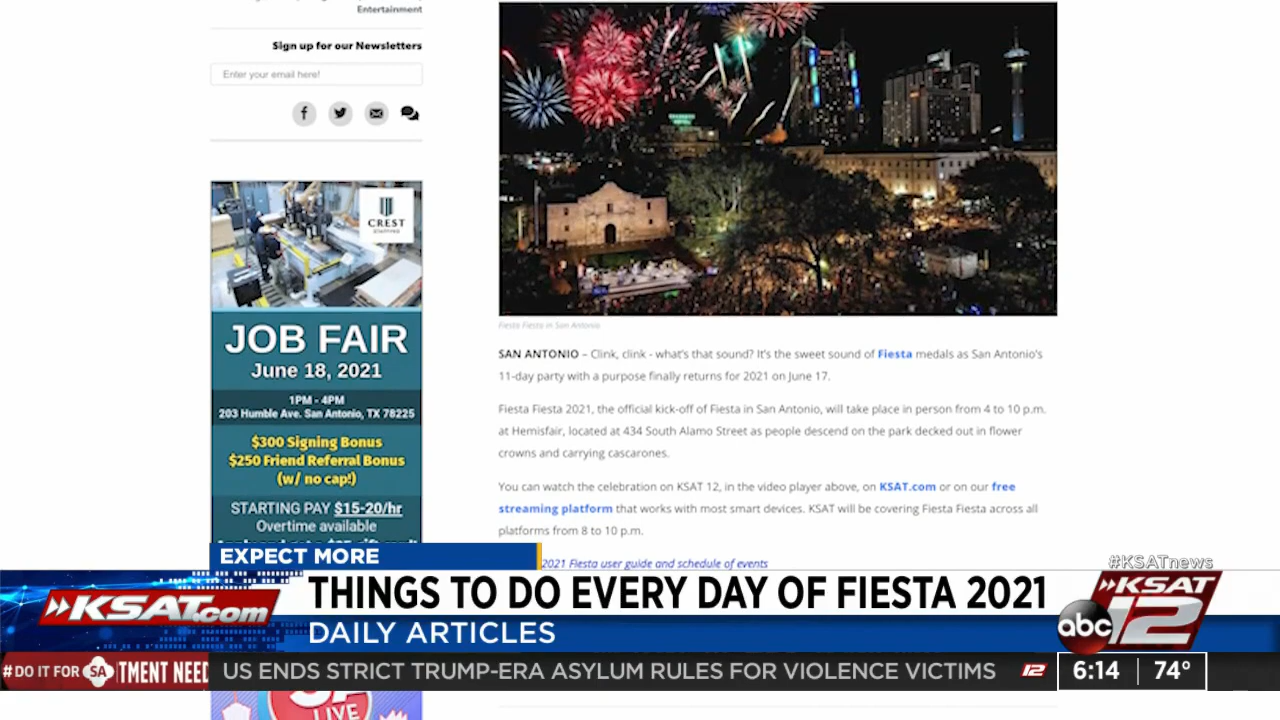 Entertainment
Sign up for our Newsletters
Enter your email here!
CREST
STAFFING
JOB FAIR
June 18, 2021
1PM - 4PM
203 Humble Ave. San Antonio, TX 78225
$300 Signing Bonus
$250 Friend Referral Bonus
(w/ no cap!)
STARTING PAY $15-20/hr
Overtime available
Fiesta Fiesta in San Antonio
SAN ANTONIO – Clink, clink - what's that sound? It's the sweet sound of Fiesta medals as San Antonio's
11-day party with a purpose finally returns for 2021 on June 17.
Fiesta Fiesta 2021, the official kick-off of Fiesta in San Antonio, will take place in person from 4 to 10 p.m.
at Hemisfair, located at 434 South Alamo Street as people descend on the park decked out in flower
crowns and carrying cascarones.
You can watch the celebration on KSAT 12, in the video player above, on KSAT.com or on our free
streaming platform that works with most smart devices. KSAT will be covering Fiesta Fiesta across all
platforms from 8 to 10 p.m.
2021 Fiesta user guide and schedule of events
EXPECT MORE
#KSATnews
KSAT.com
THINGS TO DO EVERY DAY OF FIESTA 2021
DAILY ARTICLES
KSAT
abc 12
#DO IT FOR SA
TMENT NEED
US ENDS STRICT TRUMP-ERA ASYLUM RULES FOR VIOLENCE VICTIMS 12
6:14 74°
LIVE